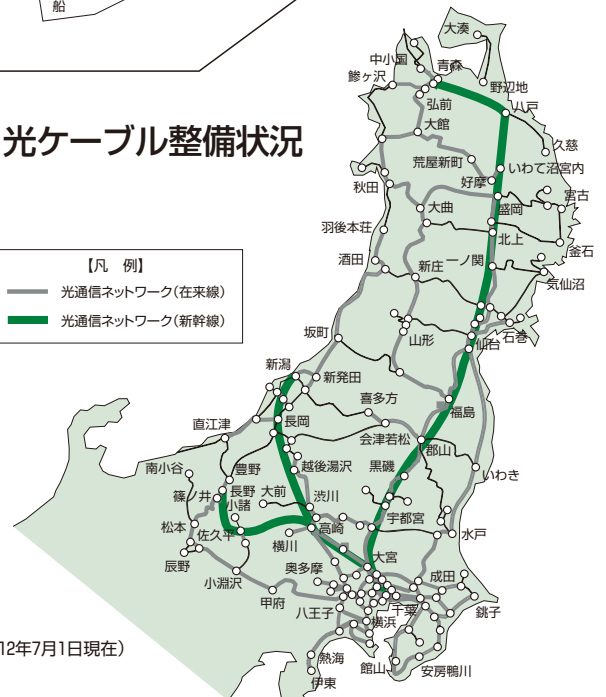 船
光ケーブル整備状況
【凡　例】
光通信ネットワーク（在来線）
光通信ネットワーク（新幹線）
大湊
中小国
青森
鯵ヶ沢
野辺地
弘前
八戸
大館
久慈
荒屋新町
いわて沼宮内
好摩
秋田
宮古
盛岡
大曲
羽後本荘
北上
釜石
酒田
新庄
一ノ関
気仙沼
坂町
山形
仙台
石巻
新潟
新発田
喜多方
福島
直江津
長岡
会津若松
郡山
南小谷
豊野
越後湯沢
黒磯
いわき
篠ノ井
長野
小諸
大前
渋川
宇都宮
松本
佐久平
高崎
水戸
横川
辰野
大宮
小淵沢
奥多摩
成田
甲府
八王子
千葉
銚子
横浜
12年7月1日現在）
熱海
館山
安房鴨川
伊東